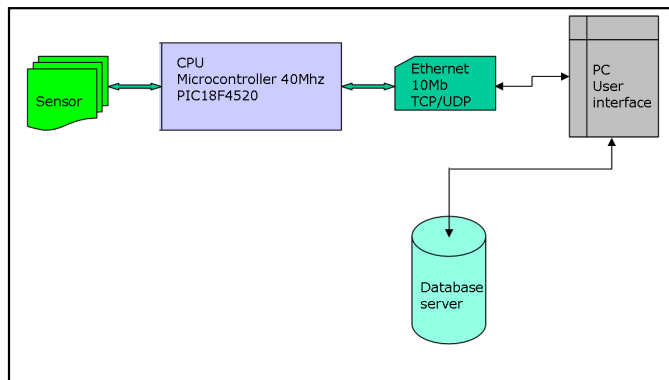 Sensor
CPU
Microcontroller 40Mhz
PIC18F4520
Ethernet
10Mb
TCP/UDP
PC
User
interface
Database
server